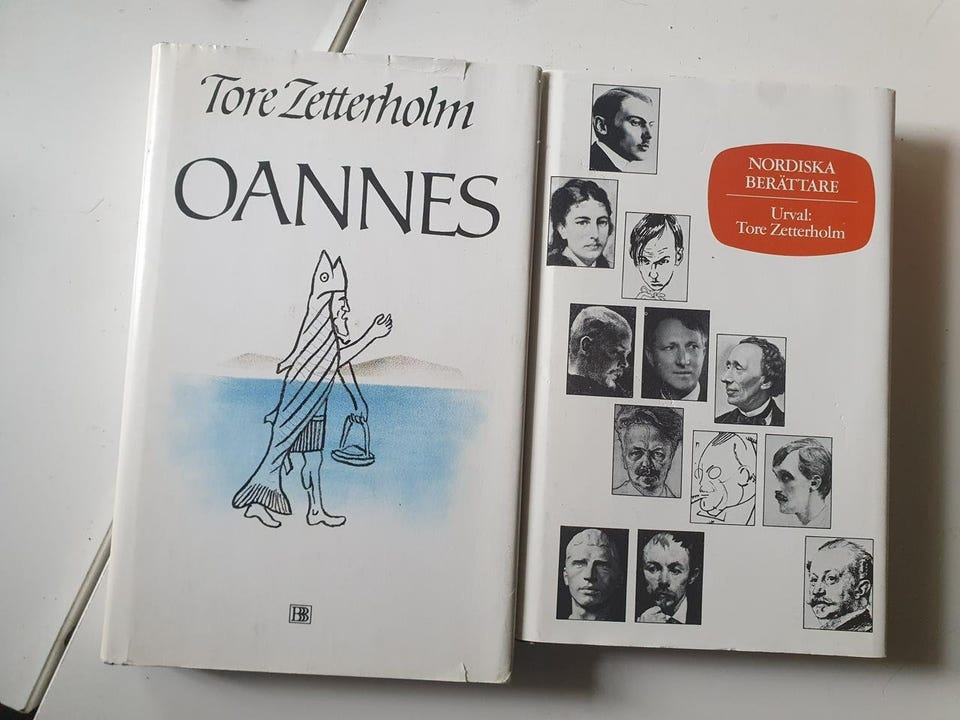 Tore Zetterholm
OANNES
BB
NORDISKA
BERÄTTARE
Urval:
Tore Zetterholm